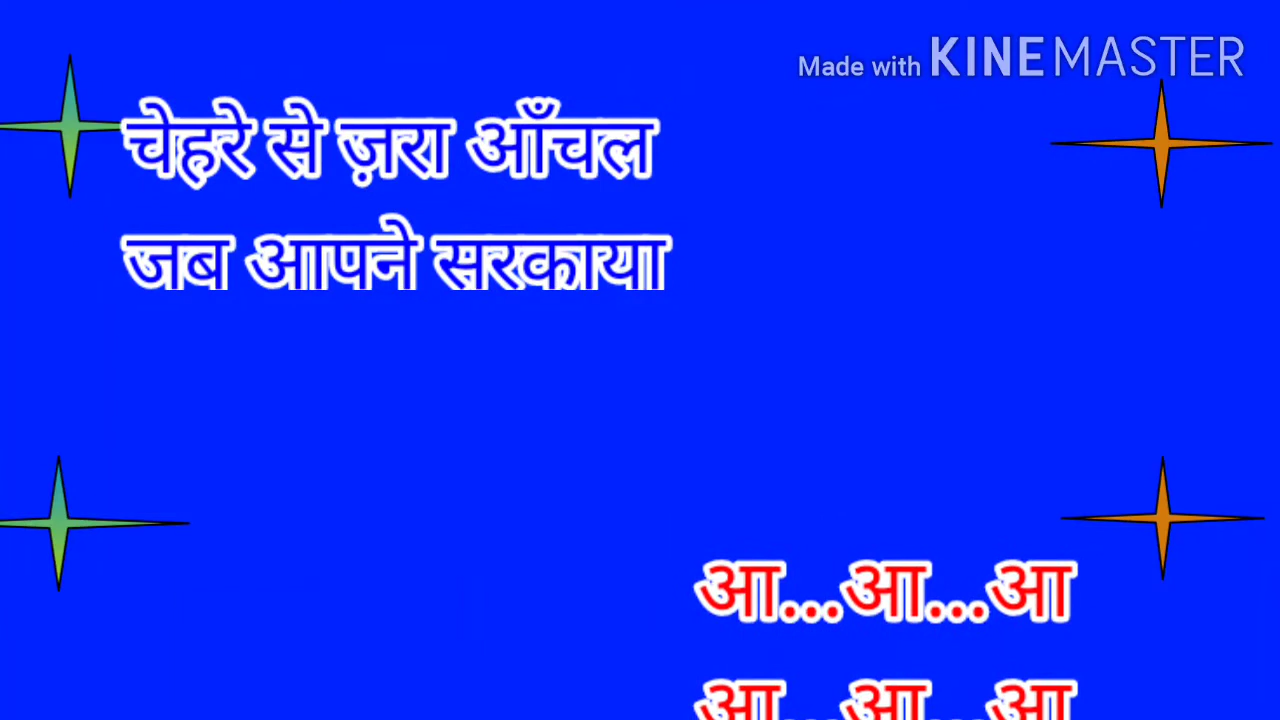 Made with KINEMASTER
चेहरे से ज़रा आँचल
जब आपने सरकाया
आ...आ...आ
आ...आ...आ